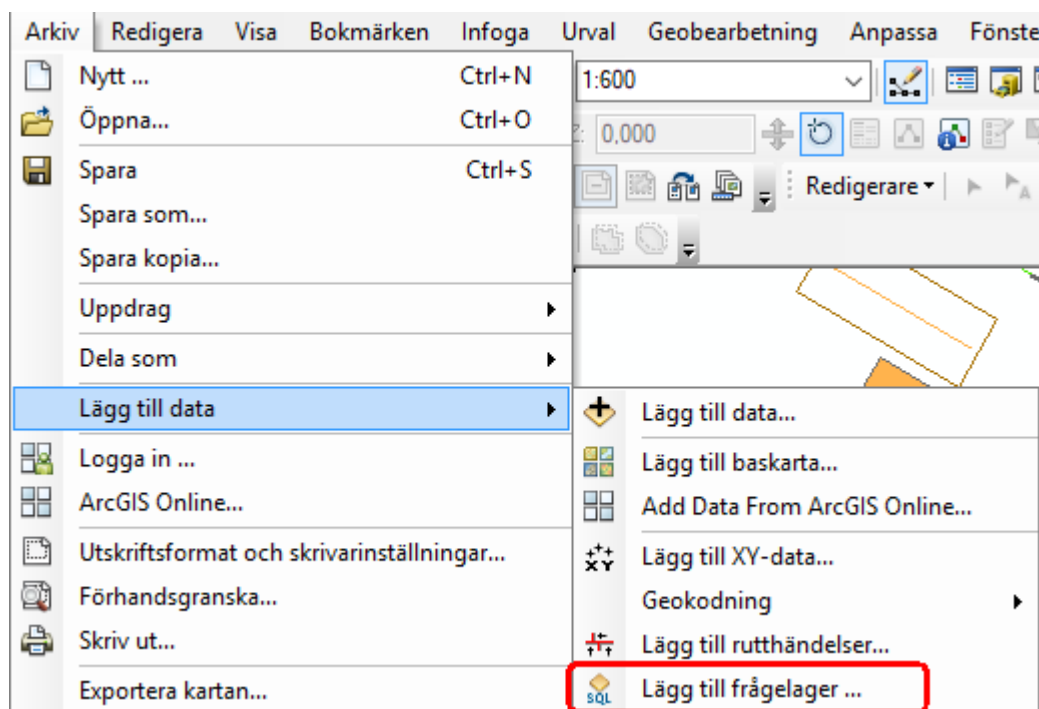 Arkiv Redigera Visa Bokmärken Infoga Urval Geobearbetning Anpassa Fönste
Nytt ... Ctrl+N
1:600
Öppna... Ctrl+O
Z: 0,000
Spara Ctrl+S
Redigerare
A
Spara som...
Spara kopia...
Uppdrag
Dela som
Lägg till data
Lägg till data...
Logga in ...
Lägg till baskarta...
ArcGIS Online...
Add Data From ArcGIS Online...
Utskriftsformat och skrivarinställningar...
XY Lägg till XY-data...
Förhandsgranska...
Geokodning
Skriv ut...
Lägg till rutthändelser...
Exportera kartan...
SQL Lägg till frågelager ...